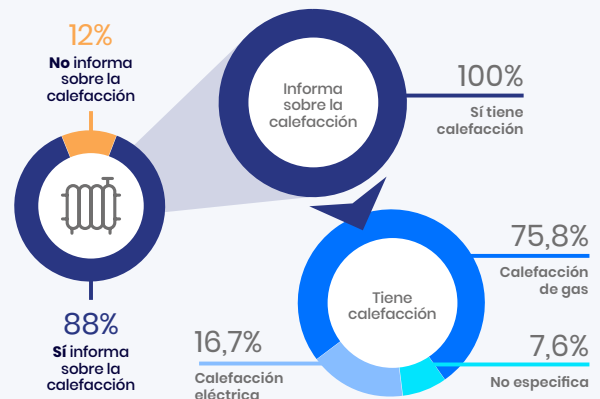 12%
No informa
sobre la
calefacción
88%
Sí informa
sobre la
calefacción
Informa
sobre la
calefacción
100%
Sí tiene
calefacción
Tiene
calefacción
75,8%
Calefacción
de gas
16,7%
Calefacción
eléctrica
7,6%
No especifica